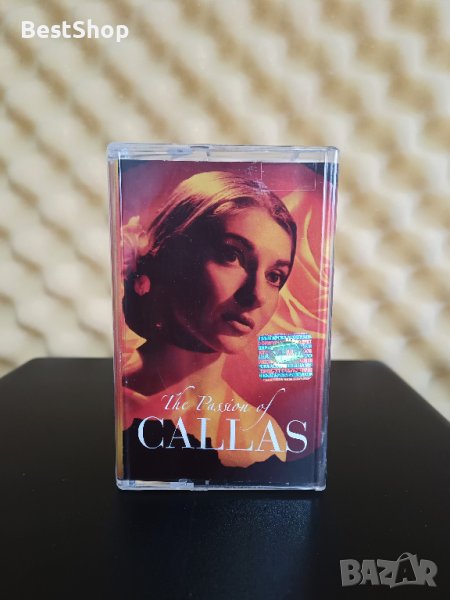 BestShop
The Passion of
CALLAS
BAZAR